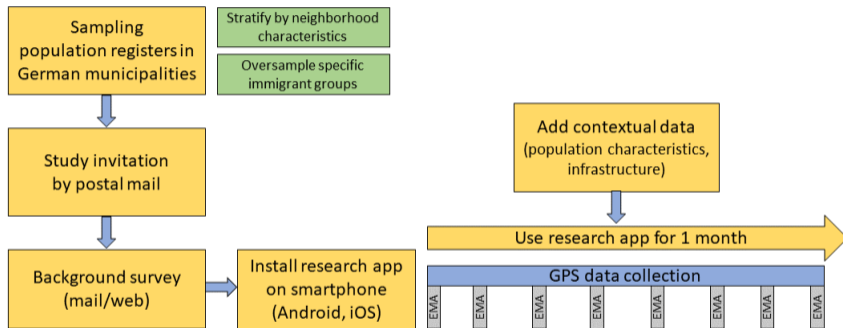 Sampling
population registers in
German municipalities
Stratify by neighborhood
characteristics
Oversample specific
immigrant groups
Study invitation
by postal mail
Background survey
(mail/web)
Install research app
on smartphone
(Android, iOS)
Add contextual data
(population characteristics,
infrastructure)
Use research app for 1 month
GPS data collection
EMA
EMA
EMA
EMA
EMA
EMA
EMA
EMA